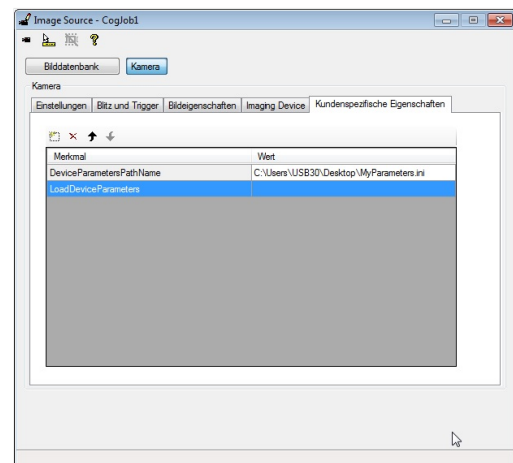 Image Source - CogJob1
Bilddatenbank Kamera
Kamera
Einstellungen Blitz und Trigger Bildeigenschaften Imaging Device Kundenspezifische Eigenschaften
Merkmal Wert
DeviceParametersPathName C:\Users\USB30\Desktop\MyParameters.ini
LoadDeviceParameters